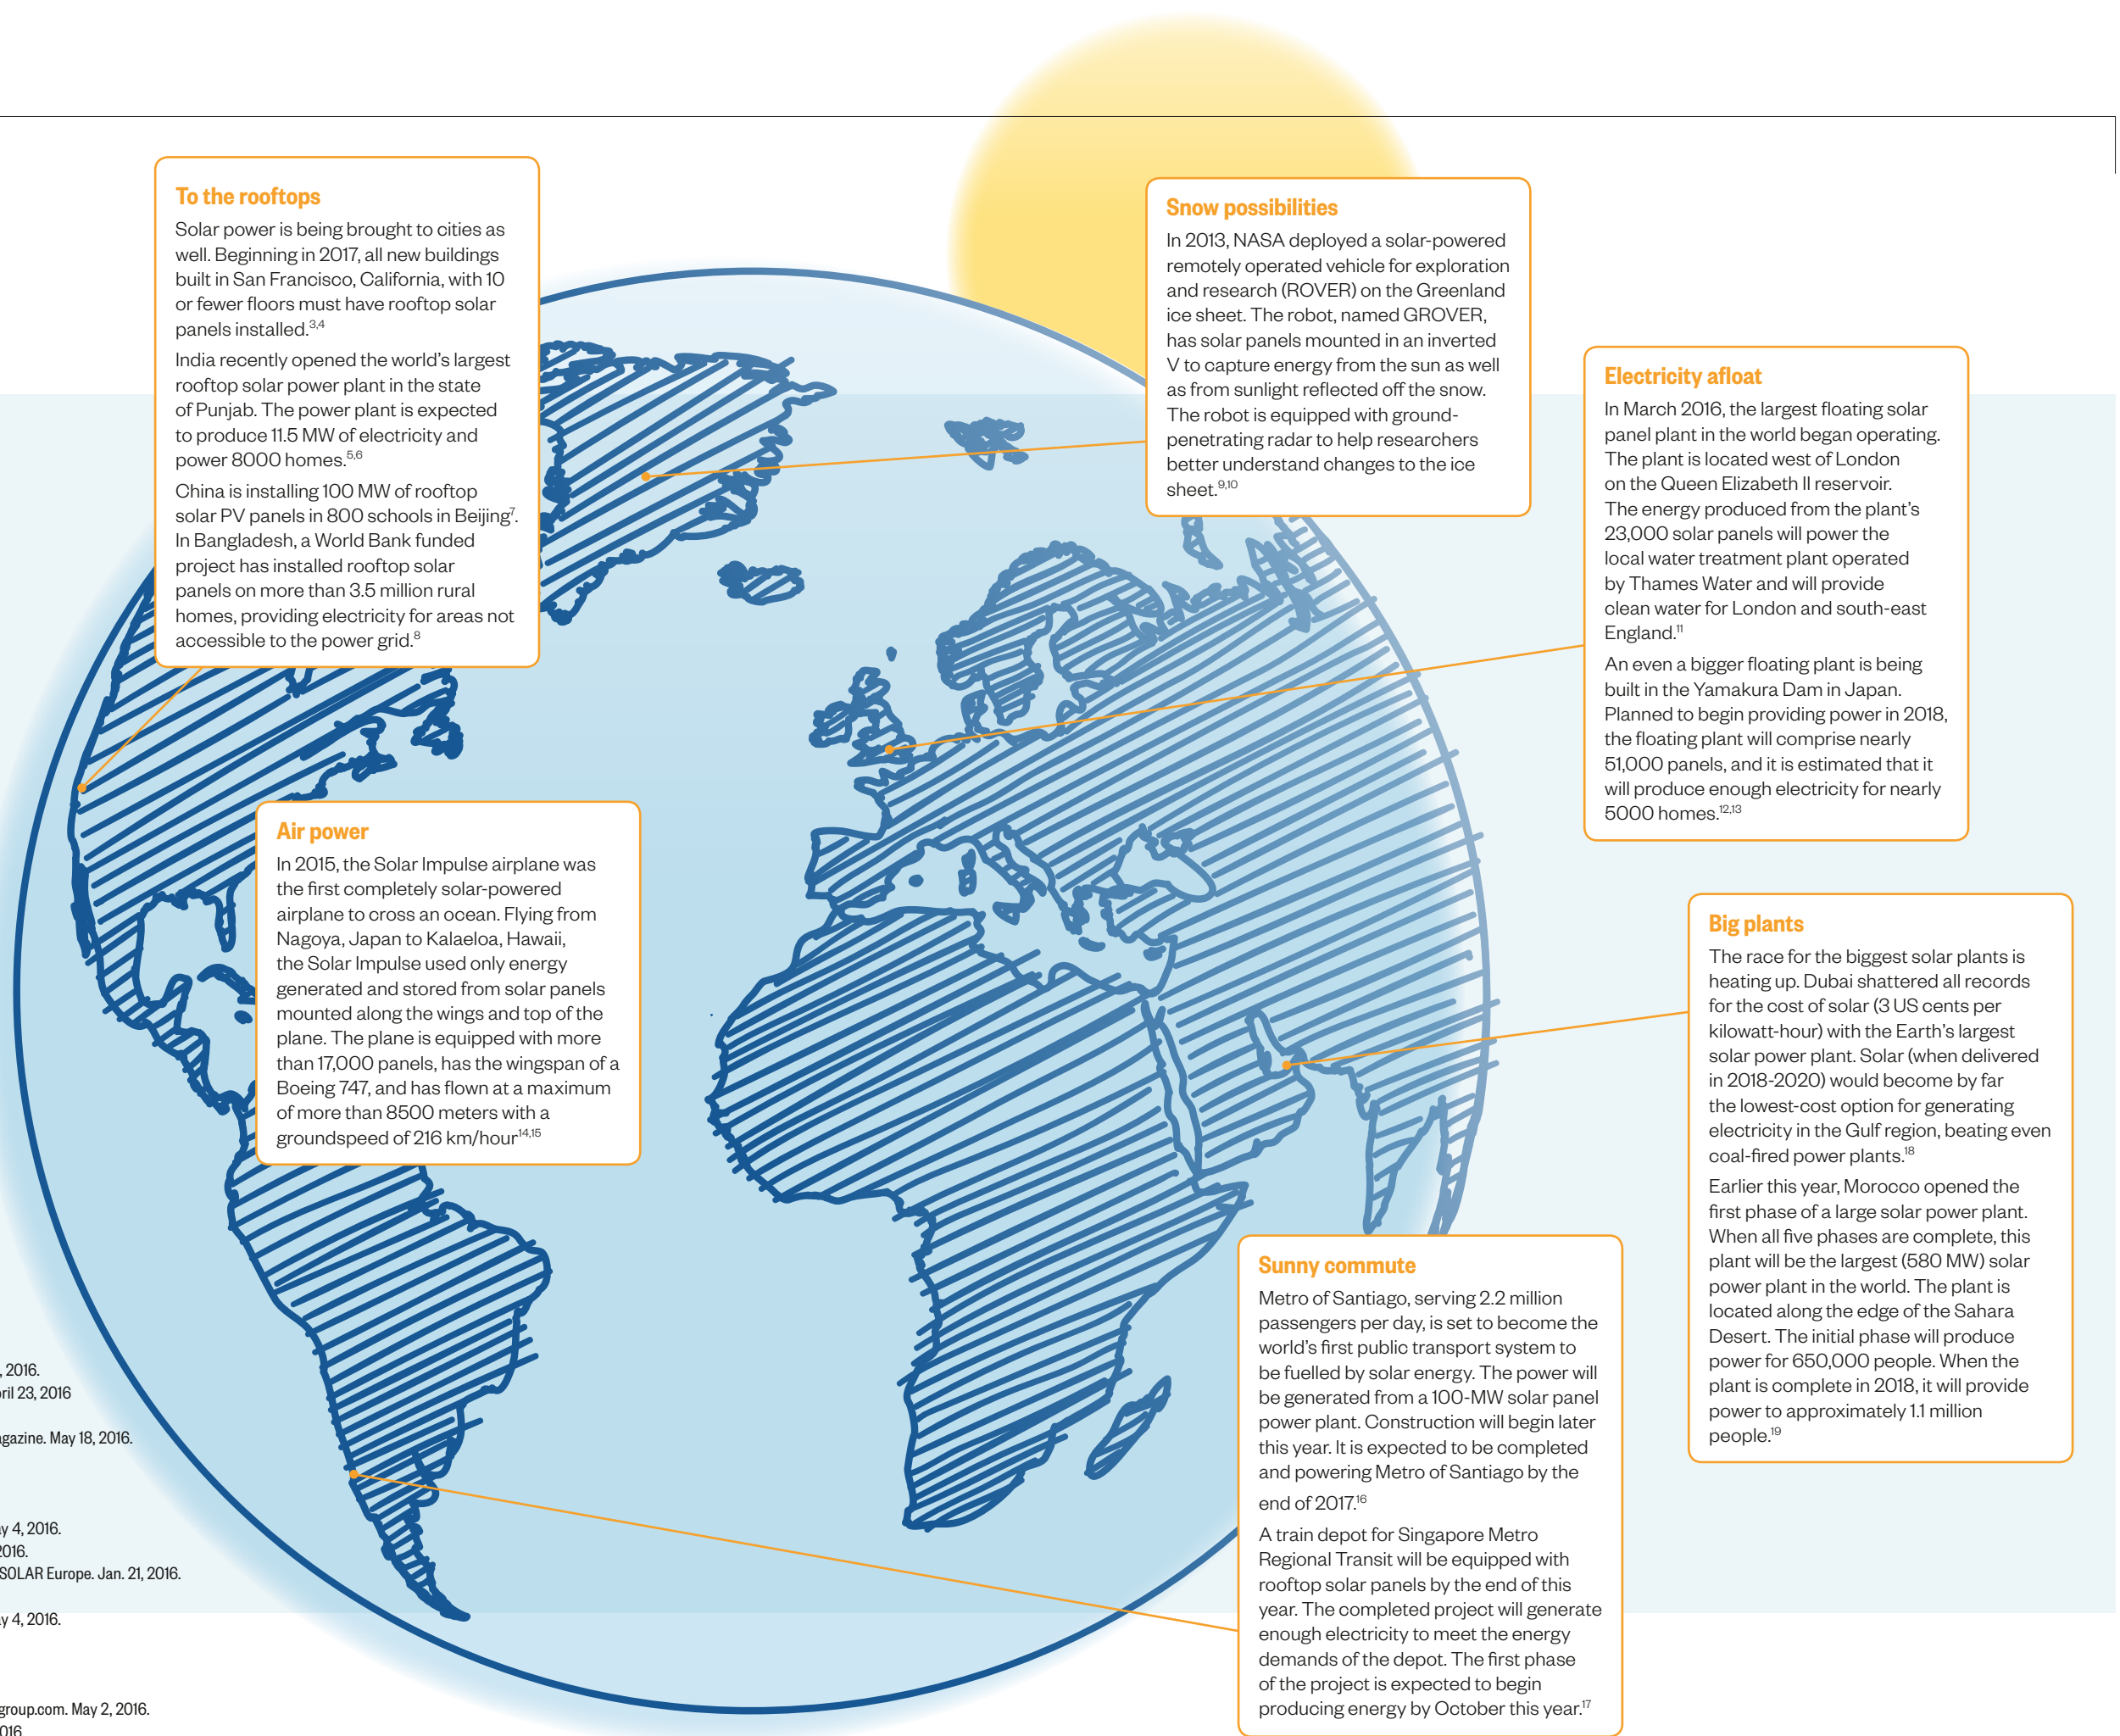 To the rooftops
Solar power is being brought to cities as
well. Beginning in 2017, all new buildings
built in San Francisco, California, with 10
or fewer floors must have rooftop solar
panels installed.3,4
India recently opened the world's largest
rooftop solar power plant in the state
of Punjab. The power plant is expected
to produce 11.5 MW of electricity and
power 8000 homes.5,6
China is installing 100 MW of rooftop
solar PV panels in 800 schools in Beijing7.
In Bangladesh, a World Bank funded
project has installed rooftop solar
panels on more than 3.5 million rural
homes, providing electricity for areas not
accessible to the power grid.8
Snow possibilities
In 2013, NASA deployed a solar-powered
remotely operated vehicle for exploration
and research (ROVER) on the Greenland
ice sheet. The robot, named GROVER,
has solar panels mounted in an inverted
V to capture energy from the sun as well
as from sunlight reflected off the snow.
The robot is equipped with ground-
penetrating radar to help researchers
better understand changes to the ice
sheet.9,10
Electricity afloat
In March 2016, the largest floating solar
panel plant in the world began operating.
The plant is located west of London
on the Queen Elizabeth II reservoir.
The energy produced from the plant's
23,000 solar panels will power the
local water treatment plant operated
by Thames Water and will provide
clean water for London and south-east
England.11
An even a bigger floating plant is being
built in the Yamakura Dam in Japan.
Planned to begin providing power in 2018,
the floating plant will comprise nearly
51,000 panels, and it is estimated that it
will produce enough electricity for nearly
5000 homes.12,13
Air power
In 2015, the Solar Impulse airplane was
the first completely solar-powered
airplane to cross an ocean. Flying from
Nagoya, Japan to Kalaeloa, Hawaii,
the Solar Impulse used only energy
generated and stored from solar panels
mounted along the wings and top of the
plane. The plane is equipped with more
than 17,000 panels, has the wingspan of a
Boeing 747, and has flown at a maximum
of more than 8500 meters with a
groundspeed of 216 km/hour14,15
Big plants
The race for the biggest solar plants is
heating up. Dubai shattered all records
for the cost of solar (3 US cents per
kilowatt-hour) with the Earth's largest
solar power plant. Solar (when delivered
in 2018-2020) would become by far
the lowest-cost option for generating
electricity in the Gulf region, beating even
coal-fired power plants.18
Earlier this year, Morocco opened the
first phase of a large solar power plant.
When all five phases are complete, this
plant will be the largest (580 MW) solar
power plant in the world. The plant is
located along the edge of the Sahara
Desert. The initial phase will produce
power for 650,000 people. When the
plant is complete in 2018, it will provide
power to approximately 1.1 million
people.19
Sunny commute
Metro of Santiago, serving 2.2 million
passengers per day, is set to become the
world's first public transport system to
be fuelled by solar energy. The power will
be generated from a 100-MW solar panel
power plant. Construction will begin later
this year. It is expected to be completed
and powering Metro of Santiago by the
end of 2017.16
A train depot for Singapore Metro
Regional Transit will be equipped with
rooftop solar panels by the end of this
year. The completed project will generate
enough electricity to meet the energy
demands of the depot. The first phase
of the project is expected to begin
producing energy by October this year.17
, 2016.
ril 23, 2016
gazine. May 18, 2016.
y 4, 2016.
2016.
SOLAR Europe. Jan. 21, 2016.
y 4, 2016.
group.com. May 2, 2016.